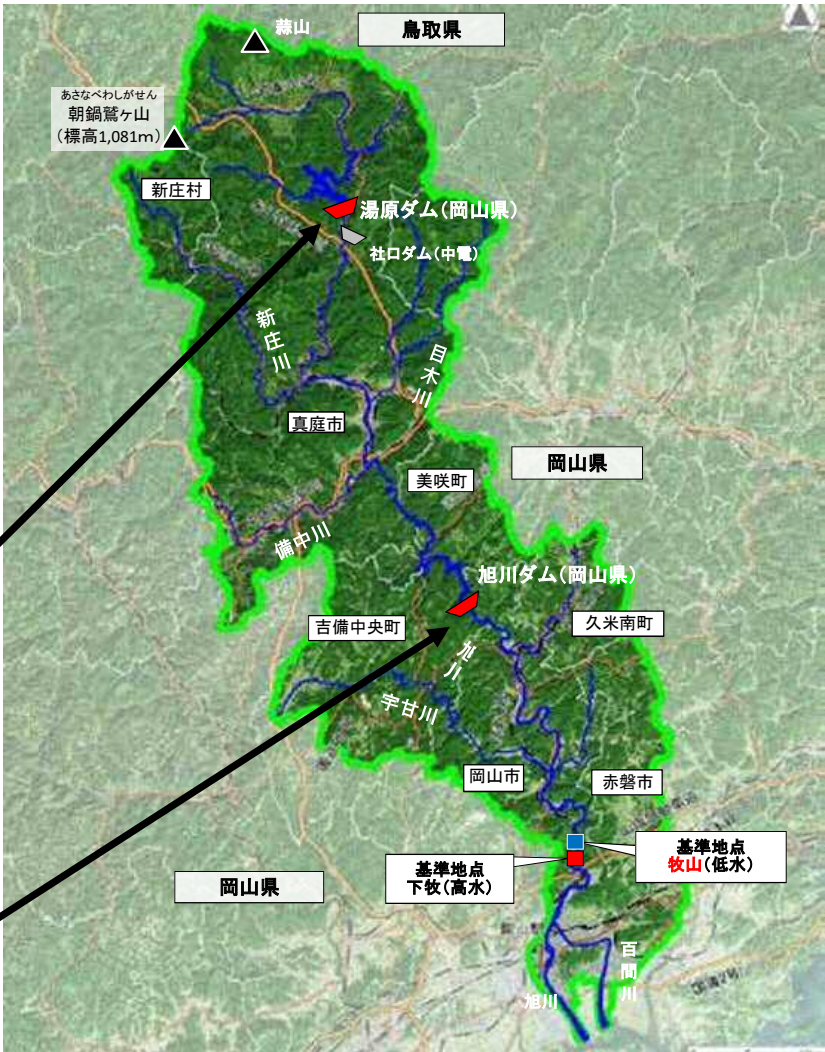 蒜山
鳥取県
あさなべわしがせん
朝鍋鷲ヶ山
（標高1,081m）
新庄村
湯原ダム（岡山県）
社口ダム（中電）
新庄川
目木川
真庭市
岡山県
美咲町
備中川
旭川ダム（岡山県）
吉備中央町
久米南町
旭川
宇甘川
岡山市
赤磐市
基準地点
牧山（低水）
基準地点
下牧（高水）
岡山県
百間川
旭川
国道2号